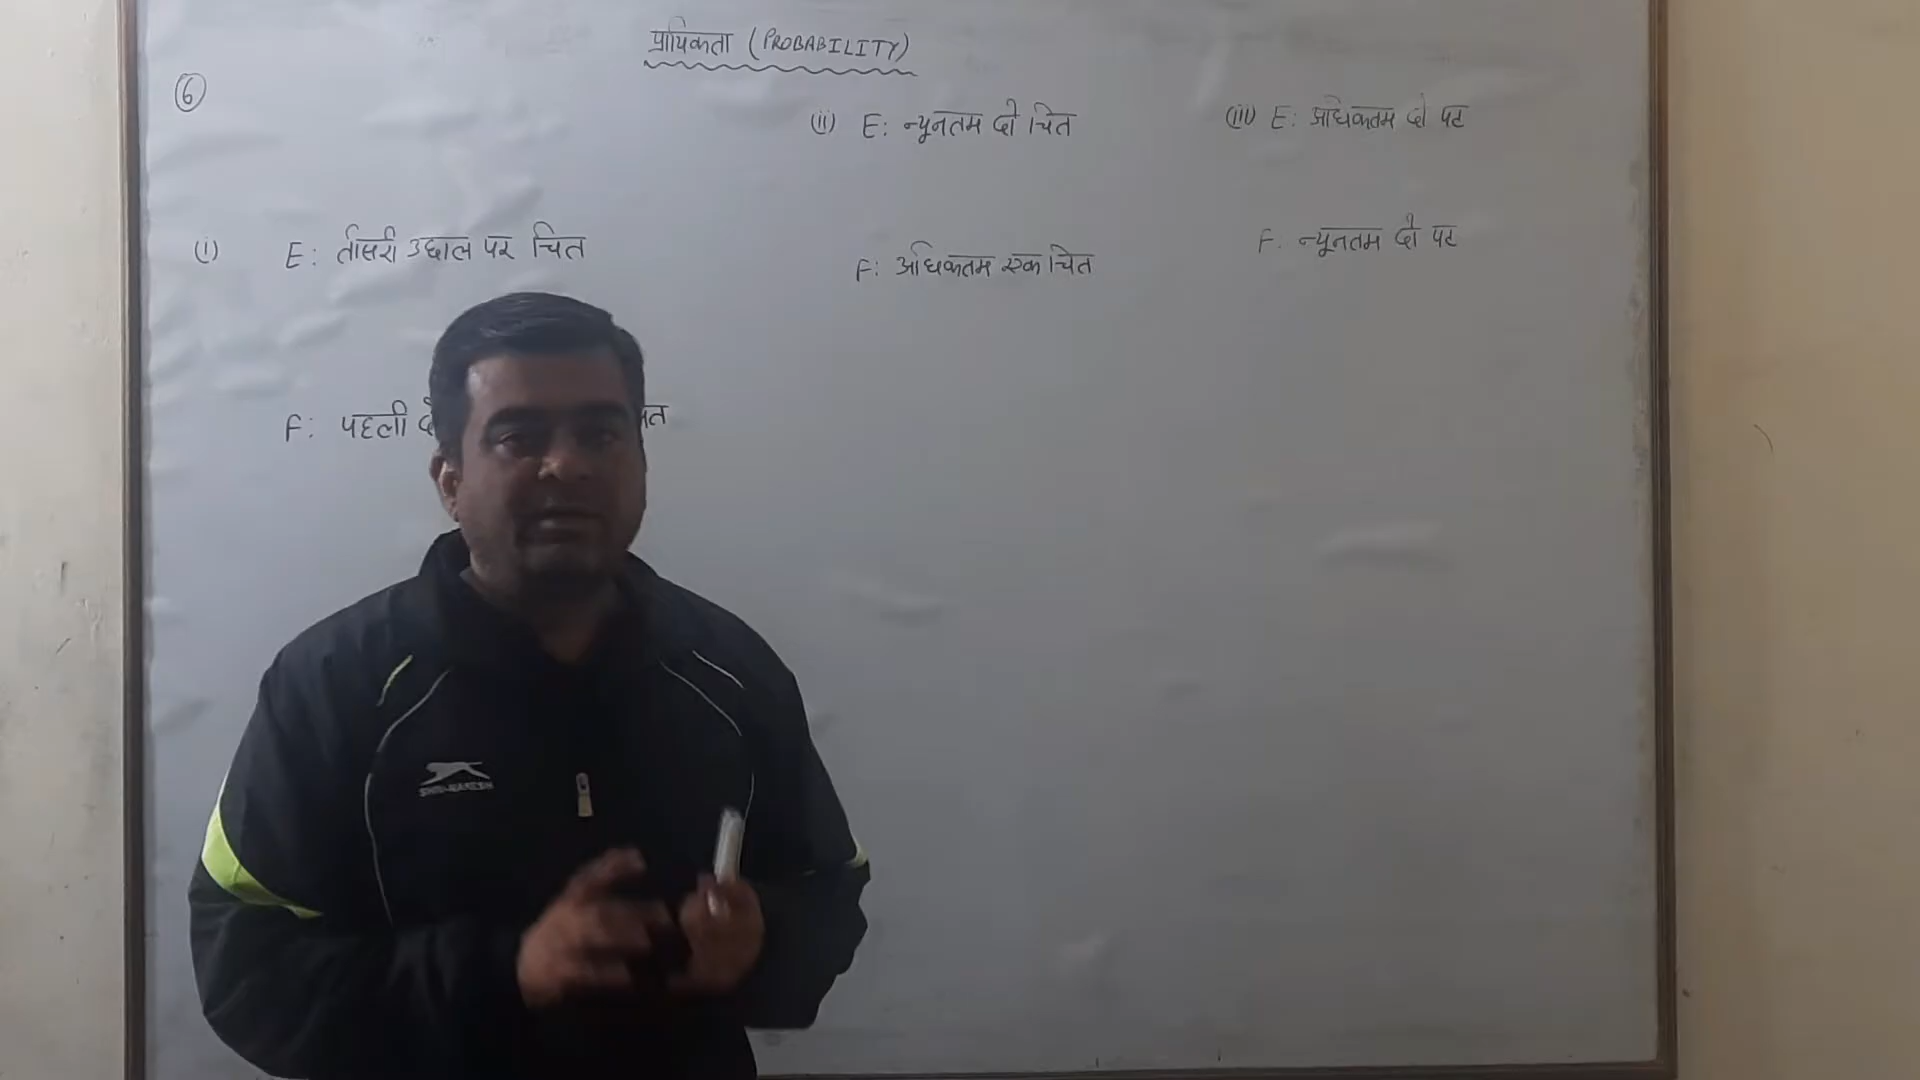 प्रायिकता (PROBABILITY)
6
(i) E: तीसरी उछाल पर चित
F: पहली
(ii) E: न्यूनतम दो चित
F: अधिकतम एक चित
(iii) E: अधिकतम दो पट
F. न्यूनतम दो पट